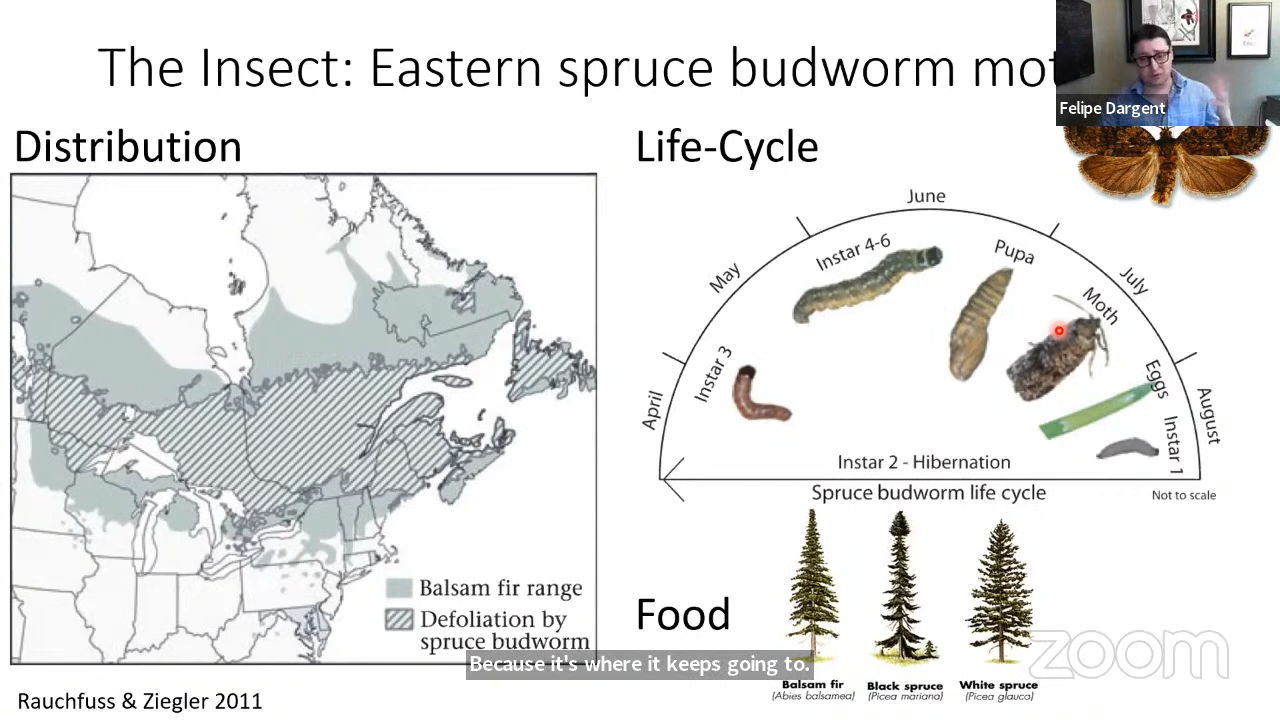 The Insect: Eastern spruce budworm mot
Felipe Dargent
Distribution
Life-Cycle
April
May
June
July
August
Instar 3
Instar 4-6
Pupa
Moth
Eggs
Instar 1
Instar 2 - Hibernation
Spruce budworm life cycle
Not to scale
Balsam fir range
Defoliation by
spruce budworm
Food
Because it's where it keeps going to.
zoom
Balsam fir
(Abies balsamea)
Black spruce
(Picea mariana)
White spruce
(Picea glauca)
Rauchfuss & Ziegler 2011